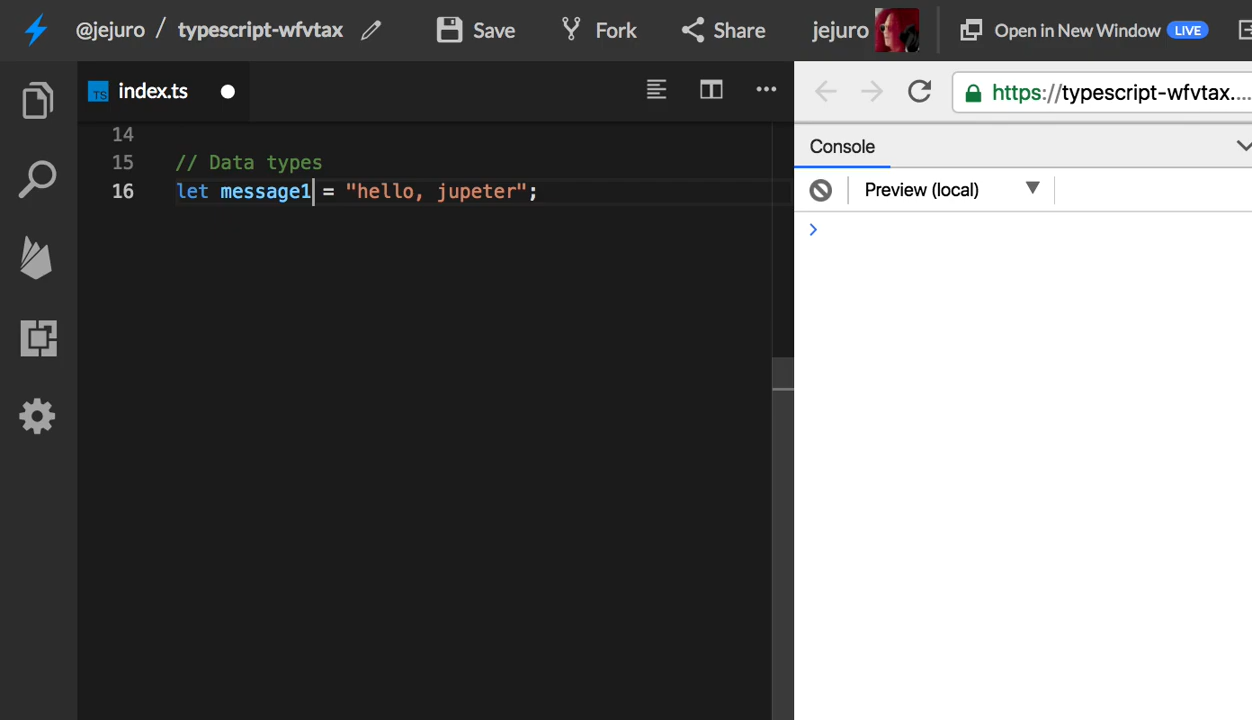 @jejuro / typescript-wfvtax Save Fork Share jejuro Open in New Window LIVE
TS index.ts
https://typescript-wfvtax....
Console
14
15 // Data types
16 let message1 = "hello, jupeter";
Preview (local)
>